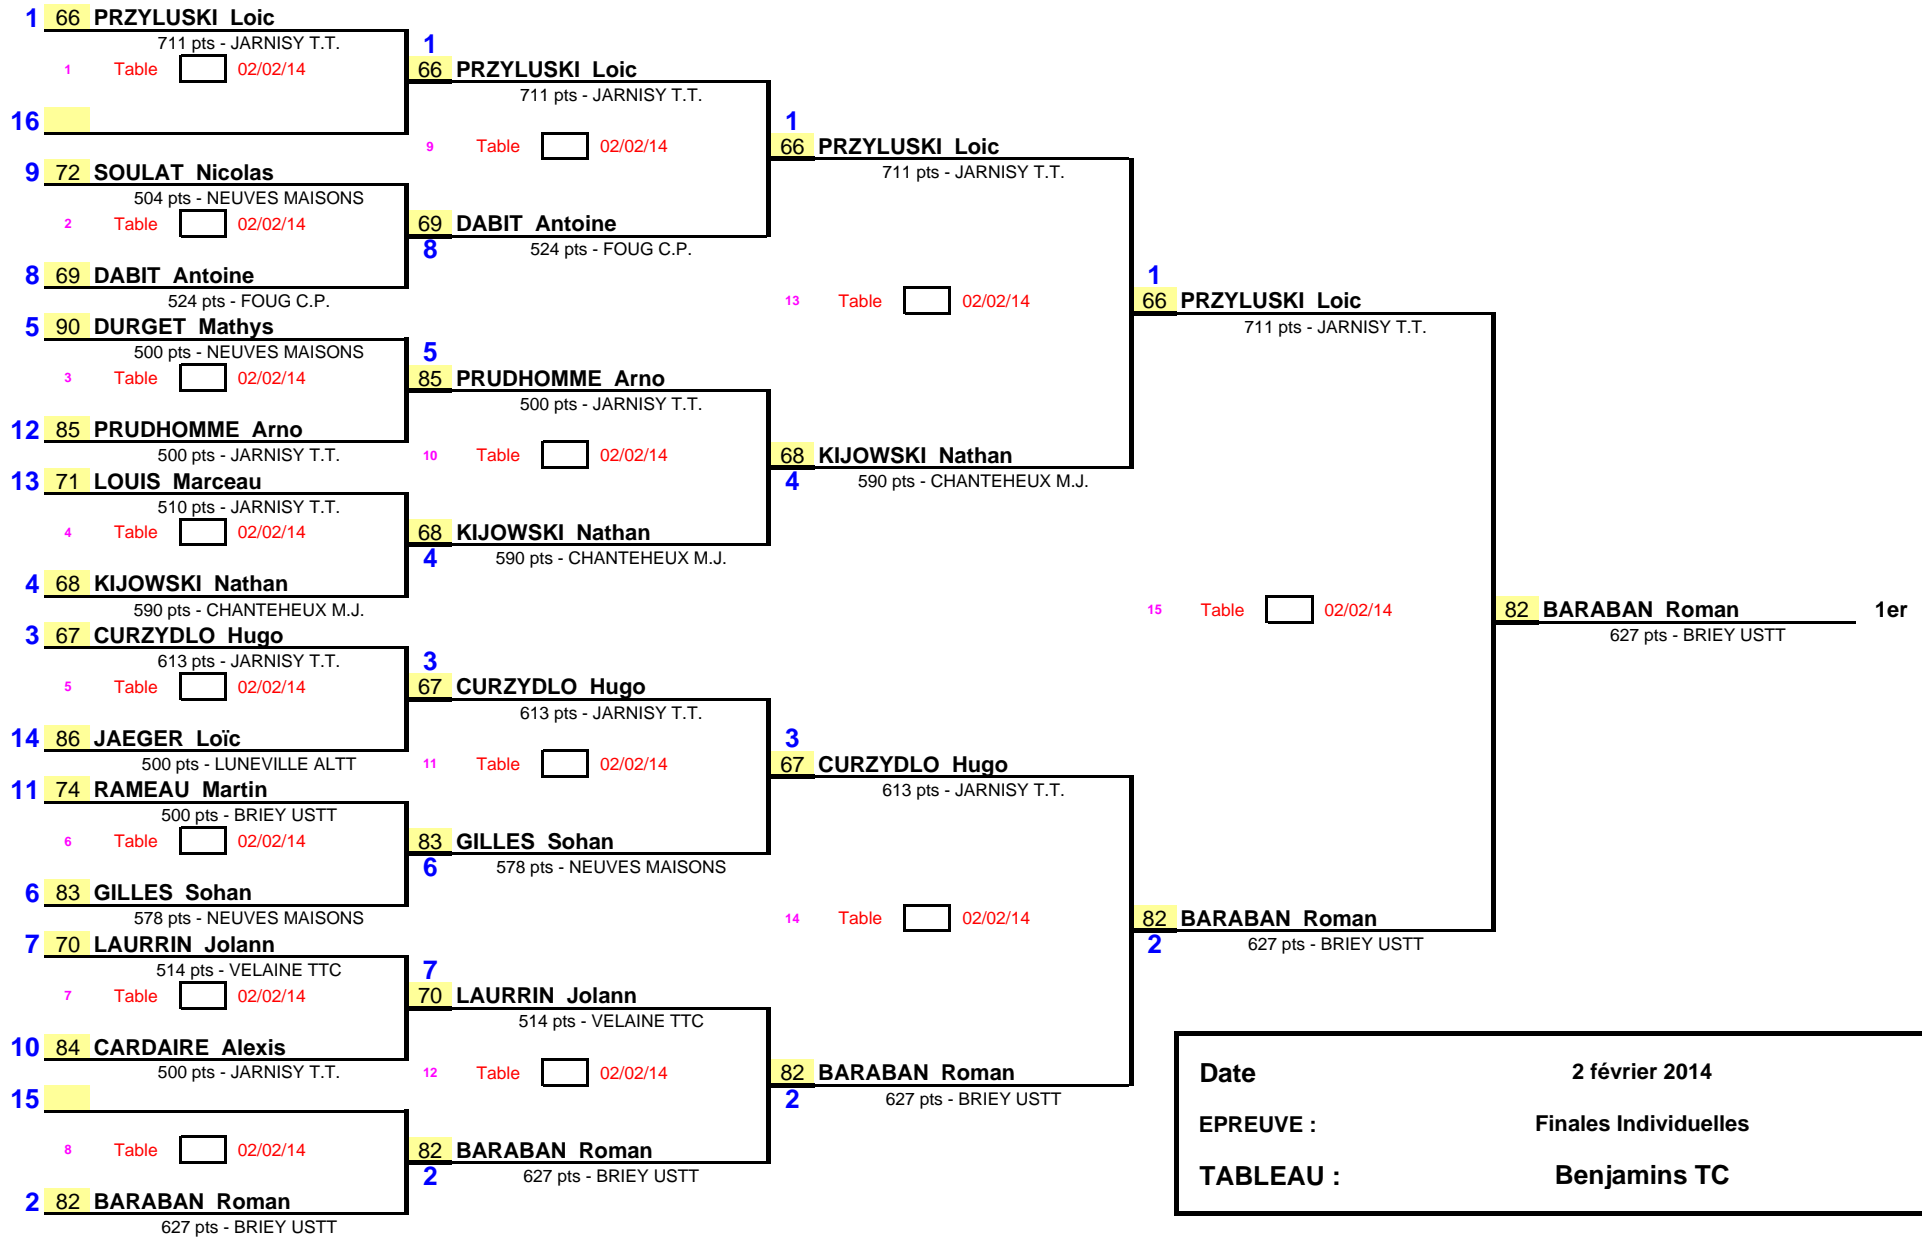 1 66 PRZYLUSKI Loic
711 pts - JARNISY T.T.
1 Table 02/02/14
16
9 72 SOULAT Nicolas
504 pts - NEUVES MAISONS
2 Table 02/02/14
8 69 DABIT Antoine
524 pts - FOUG C.P.
5 90 DURGET Mathys
500 pts - NEUVES MAISONS
3 Table 02/02/14
12 85 PRUDHOMME Arno
500 pts - JARNISY T.T.
13 71 LOUIS Marceau
510 pts - JARNISY T.T.
4 Table 02/02/14
4 68 KIJOWSKI Nathan
590 pts - CHANTEHEUX M.J.
3 67 CURZYDLO Hugo
613 pts - JARNISY T.T.
5 Table 02/02/14
14 86 JAEGER Loïc
500 pts - LUNEVILLE ALTT
11 74 RAMEAU Martin
500 pts - BRIEY USTT
6 Table 02/02/14
6 83 GILLES Sohan
578 pts - NEUVES MAISONS
7 70 LAURRIN Jolann
514 pts - VELAINE TTC
7 Table 02/02/14
10 84 CARDAIRE Alexis
500 pts - JARNISY T.T.
15
8 Table 02/02/14
2 82 BARABAN Roman
627 pts - BRIEY USTT
1
66 PRZYLUSKI Loic
711 pts - JARNISY T.T.
9 Table 02/02/14
69 DABIT Antoine
8
524 pts - FOUG C.P.
5
85 PRUDHOMME Arno
500 pts - JARNISY T.T.
10 Table 02/02/14
68 KIJOWSKI Nathan
4
590 pts - CHANTEHEUX M.J.
3
67 CURZYDLO Hugo
613 pts - JARNISY T.T.
11 Table 02/02/14
83 GILLES Sohan
6
578 pts - NEUVES MAISONS
7
70 LAURRIN Jolann
514 pts - VELAINE TTC
12 Table 02/02/14
82 BARABAN Roman
2
627 pts - BRIEY USTT
1
66 PRZYLUSKI Loic
711 pts - JARNISY T.T.
13 Table 02/02/14
68 KIJOWSKI Nathan
4
590 pts - CHANTEHEUX M.J.
3
67 CURZYDLO Hugo
613 pts - JARNISY T.T.
14 Table 02/02/14
82 BARABAN Roman
2
627 pts - BRIEY USTT
1
66 PRZYLUSKI Loic
711 pts - JARNISY T.T.
15 Table 02/02/14
82 BARABAN Roman
2
627 pts - BRIEY USTT
82 BARABAN Roman 1er
627 pts - BRIEY USTT
Date 2 février 2014
EPREUVE : Finales Individuelles
TABLEAU : Benjamins TC